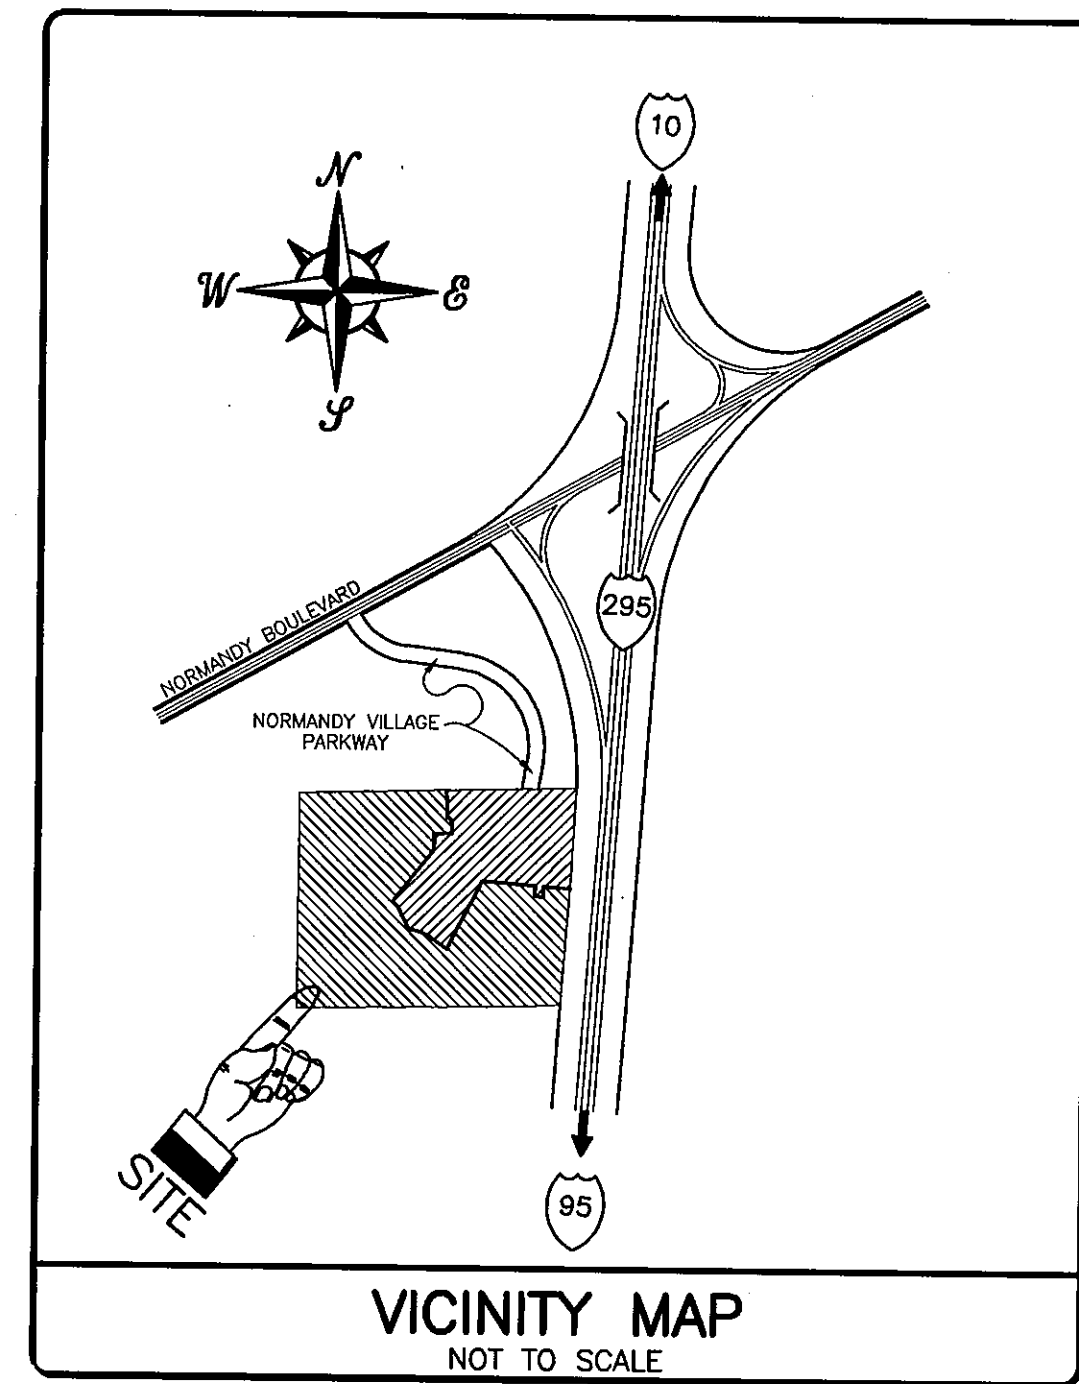 10
N
W
E
S
295
NORMANDY BOULEVARD
NORMANDY VILLAGE
PARKWAY
SITE
95
VICINITY MAP
NOT TO SCALE